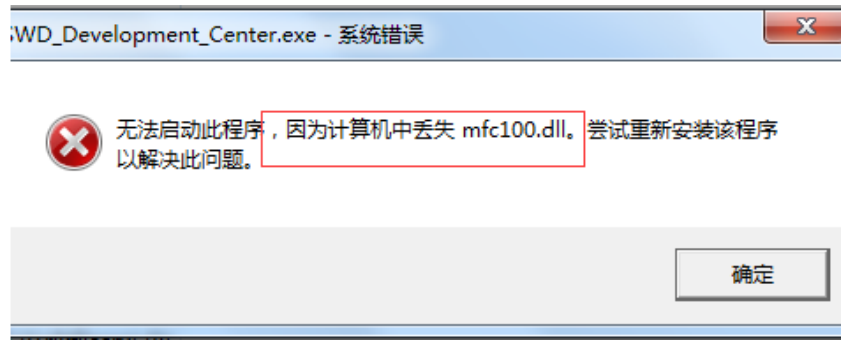 SWD_Development_Center.exe - 系统错误
无法启动此程序，因为计算机中丢失 mfc100.dll。尝试重新安装该程序
以解决此问题。
确定